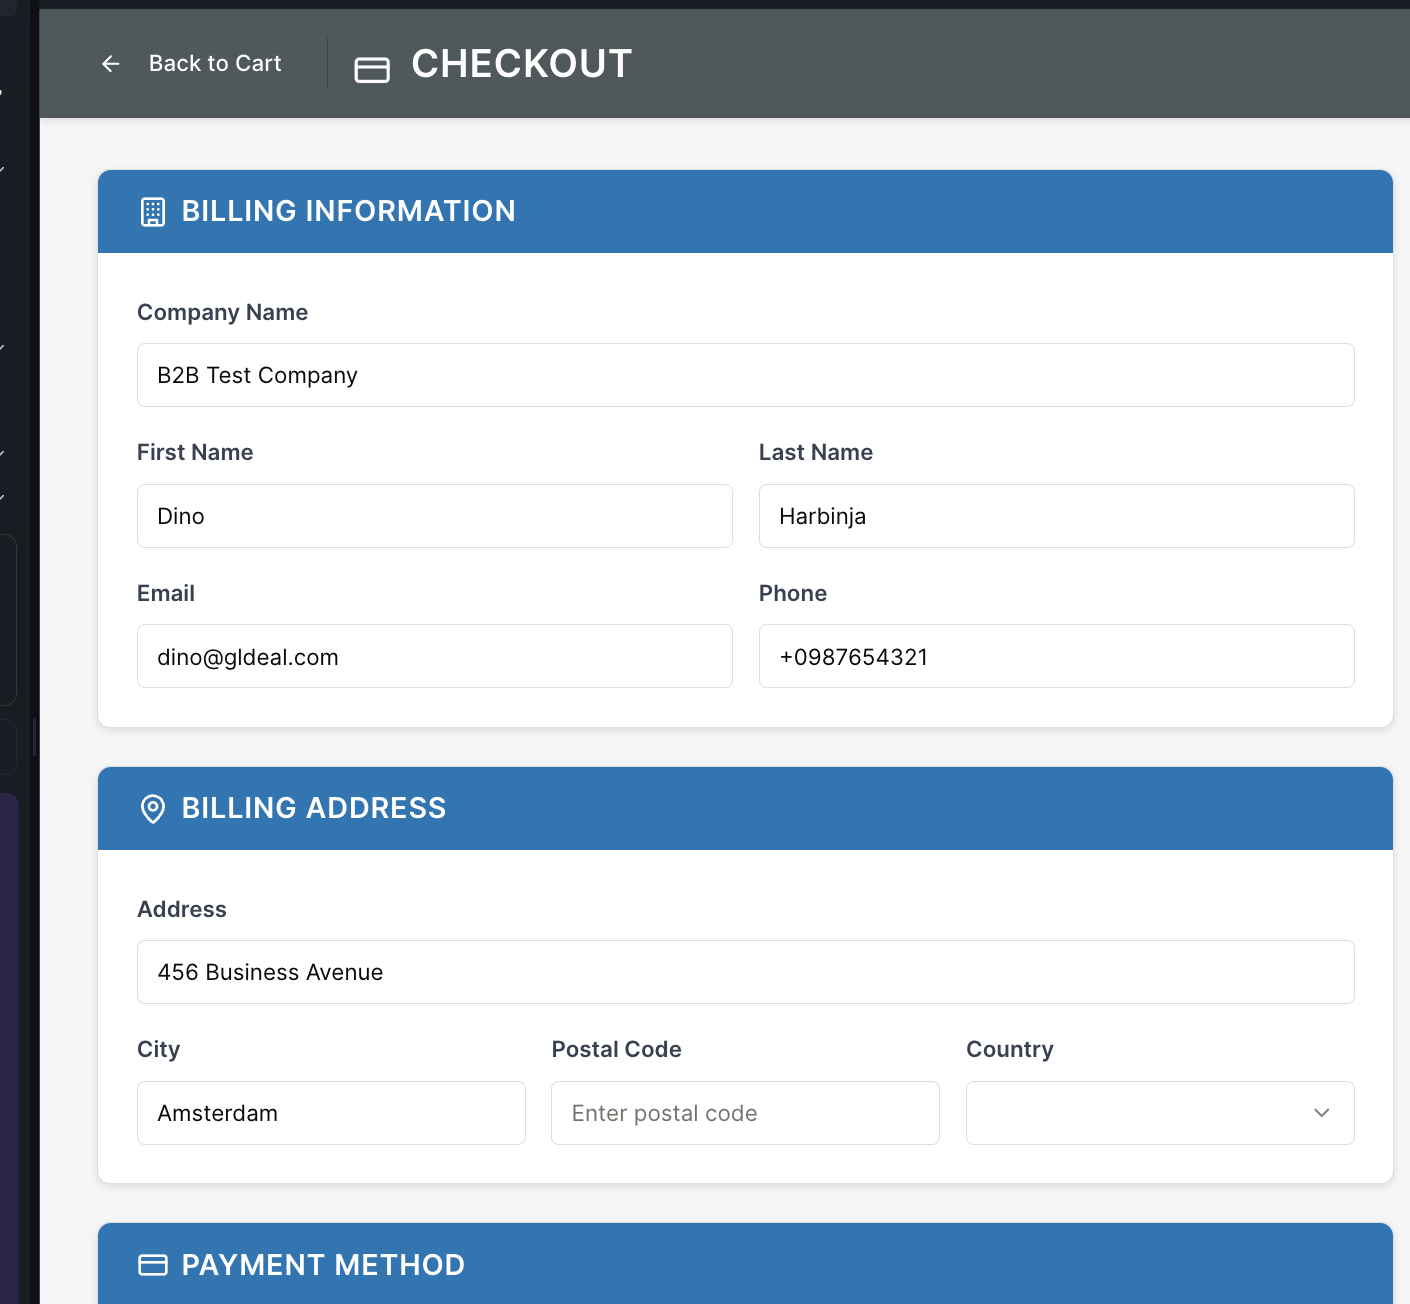 Back to Cart
CHECKOUT
BILLING INFORMATION
Company Name
B2B Test Company
First Name
Last Name
Dino
Harbinja
Email
Phone
dino@gldeal.com
+0987654321
BILLING ADDRESS
Address
456 Business Avenue
City
Postal Code
Country
Amsterdam
Enter postal code
PAYMENT METHOD